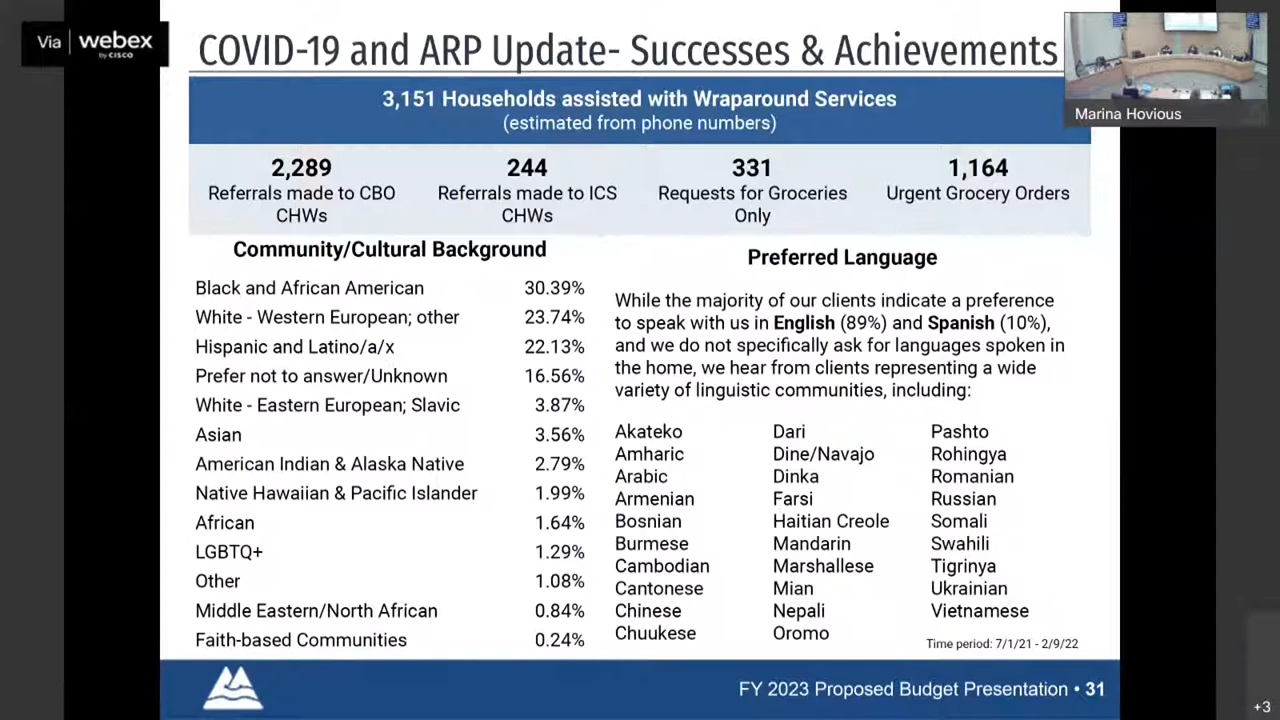 Via webex
by CISCO
COVID-19 and ARP Update- Successes & Achievements
Marina Hovious
3,151 Households assisted with Wraparound Services
(estimated from phone numbers)
2,289
Referrals made to CBO
CHWs
244
Referrals made to ICS
CHWs
331
Requests for Groceries
Only
1,164
Urgent Grocery Orders
Community/Cultural Background
Black and African American 30.39%
White - Western European; other 23.74%
Hispanic and Latino/a/x 22.13%
Prefer not to answer/Unknown 16.56%
White - Eastern European; Slavic 3.87%
Asian 3.56%
American Indian & Alaska Native 2.79%
Native Hawaiian & Pacific Islander 1.99%
African 1.64%
LGBTQ+ 1.29%
Other 1.08%
Middle Eastern/North African 0.84%
Faith-based Communities 0.24%
Preferred Language
While the majority of our clients indicate a preference
to speak with us in English (89%) and Spanish (10%),
and we do not specifically ask for languages spoken in
the home, we hear from clients representing a wide
variety of linguistic communities, including:
Akateko
Amharic
Arabic
Armenian
Bosnian
Burmese
Cambodian
Cantonese
Chinese
Chuukese
Dari
Dine/Navajo
Dinka
Farsi
Haitian Creole
Mandarin
Marshallese
Mian
Nepali
Oromo
Pashto
Rohingya
Romanian
Russian
Somali
Swahili
Tigrinya
Ukrainian
Vietnamese
Time period: 7/1/21 - 2/9/22
FY 2023 Proposed Budget Presentation • 31
+3